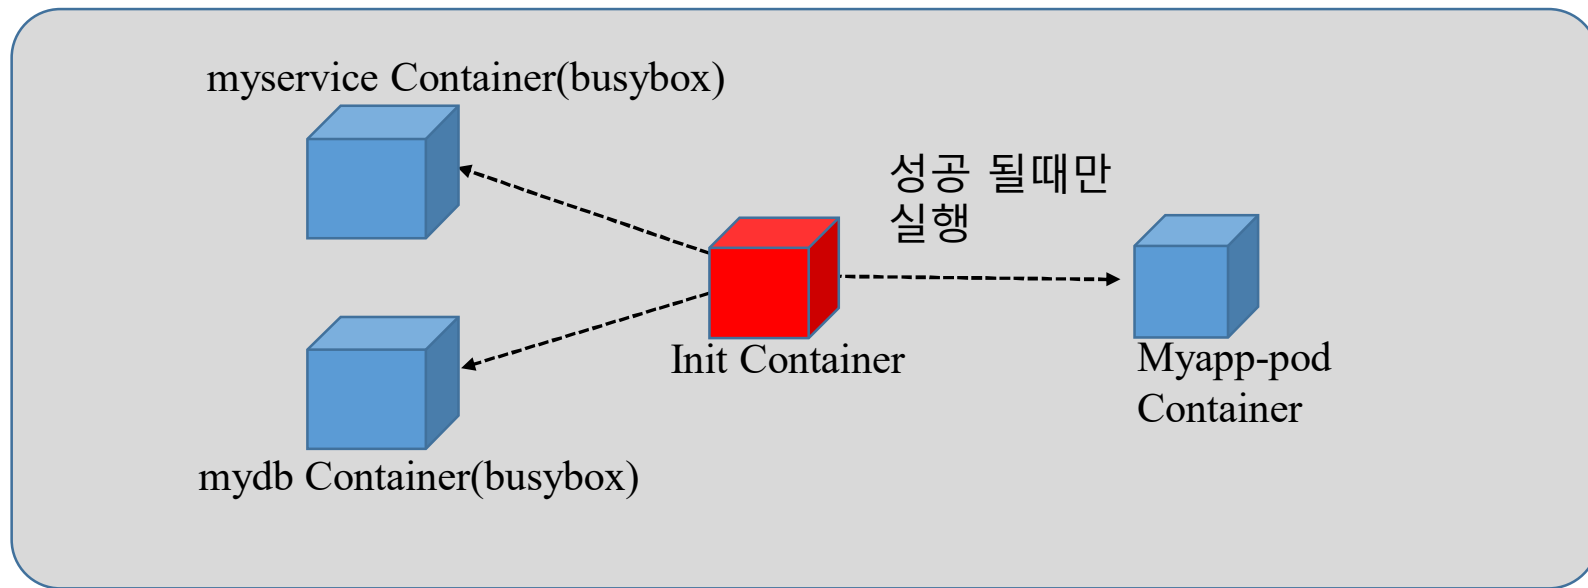 myservice Container(busybox)
성공 될때만
실행
Init Container
Myapp-pod
Container
mydb Container(busybox)